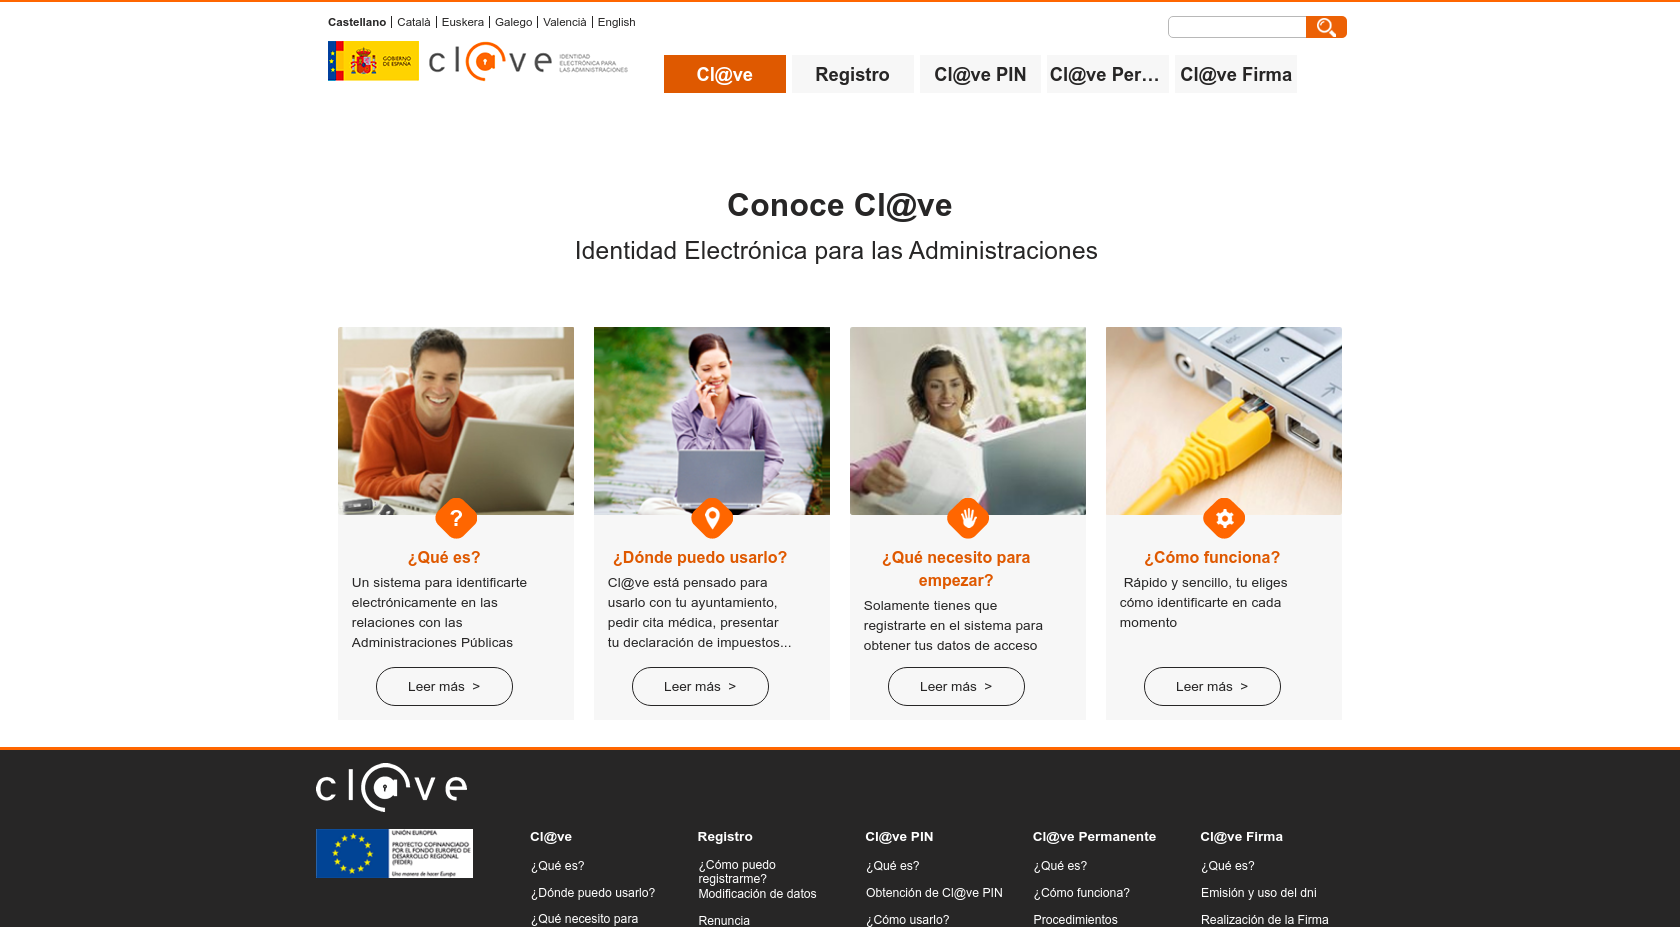 Castellano | Català | Euskera | Galego | Valencià | English
GOBIERNO
DE ESPAÑA
cl@ve
IDENTIDAD
ELECTRÓNICA PARA
LAS ADMINISTRACIONES
Cl@ve
Registro
Cl@ve PIN
Cl@ve Per…
Cl@ve Firma
Conoce Cl@ve
Identidad Electrónica para las Administraciones
?
¿Qué es?
Un sistema para identificarte
electrónicamente en las
relaciones con las
Administraciones Públicas
Leer más >
¿Dónde puedo usarlo?
Cl@ve está pensado para
usarlo con tu ayuntamiento,
pedir cita médica, presentar
tu declaración de impuestos...
Leer más >
¿Qué necesito para
empezar?
Solamente tienes que
registrarte en el sistema para
obtener tus datos de acceso
Leer más >
¿Cómo funciona?
Rápido y sencillo, tu eliges
cómo identificarte en cada
momento
Leer más >
cl@ve
UNIÓN EUROPEA
PROYECTO COFINANCIADO
POR EL FONDO EUROPEO DE
DESARROLLO REGIONAL
(FEDER)
Una manera de hacer Europa
Cl@ve
¿Qué es?
¿Dónde puedo usarlo?
¿Qué necesito para
Registro
¿Cómo puedo
registrarme?
Modificación de datos
Renuncia
Cl@ve PIN
¿Qué es?
Obtención de Cl@ve PIN
¿Cómo usarlo?
Cl@ve Permanente
¿Qué es?
¿Cómo funciona?
Procedimientos
Cl@ve Firma
¿Qué es?
Emisión y uso del dni
Realización de la Firma